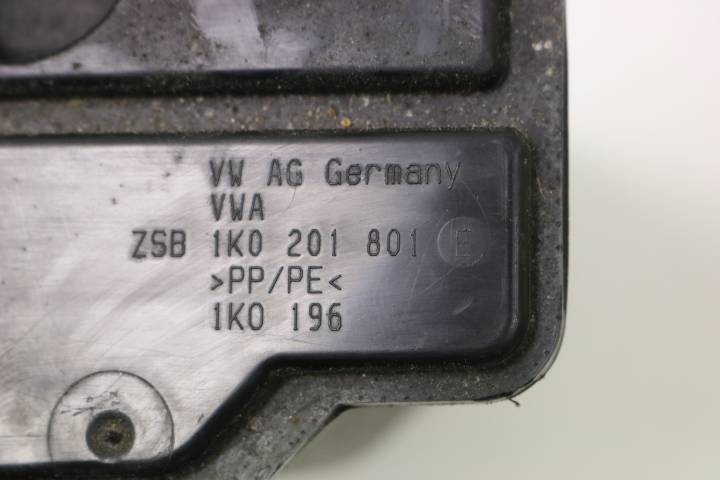 VW AG Germany
VWA
ZSB 1K0 201 801 E
>PP/PE<
1K0 196